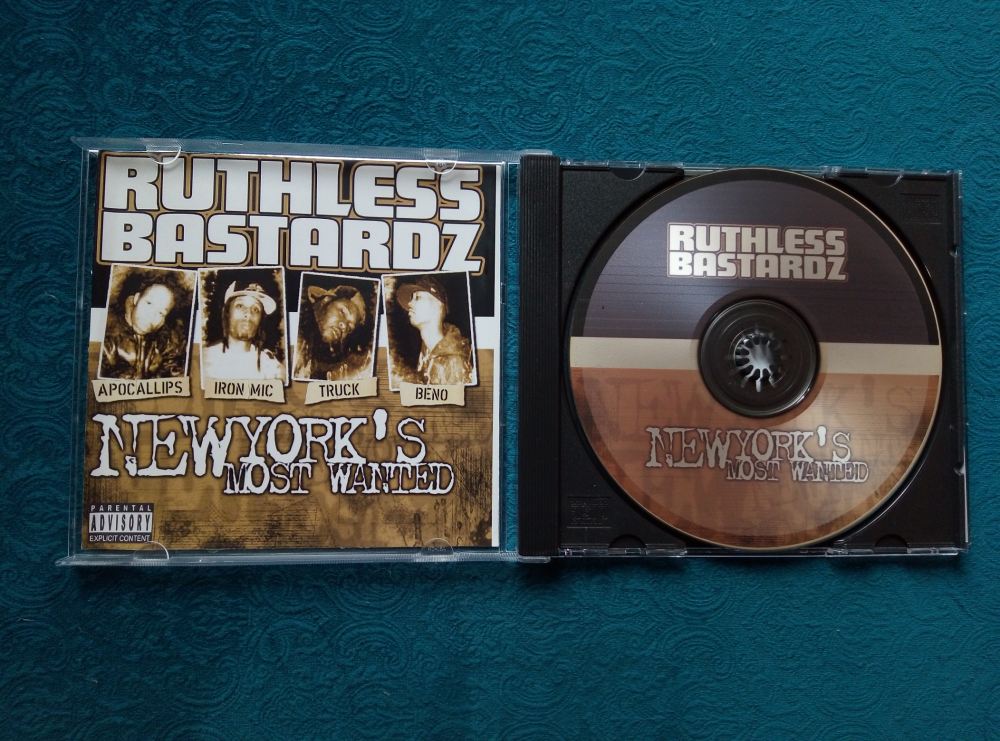 RUTHLESS
BASTARDZ
APOCALLIPS
IRON MIC
TRUCK
BENO
NEWYORK'S
MOST WANTED
PARENTAL
ADVISORY
EXPLICIT CONTENT
RUTHLESS
BASTARDZ
NEWYORK'S
MOST WANTED